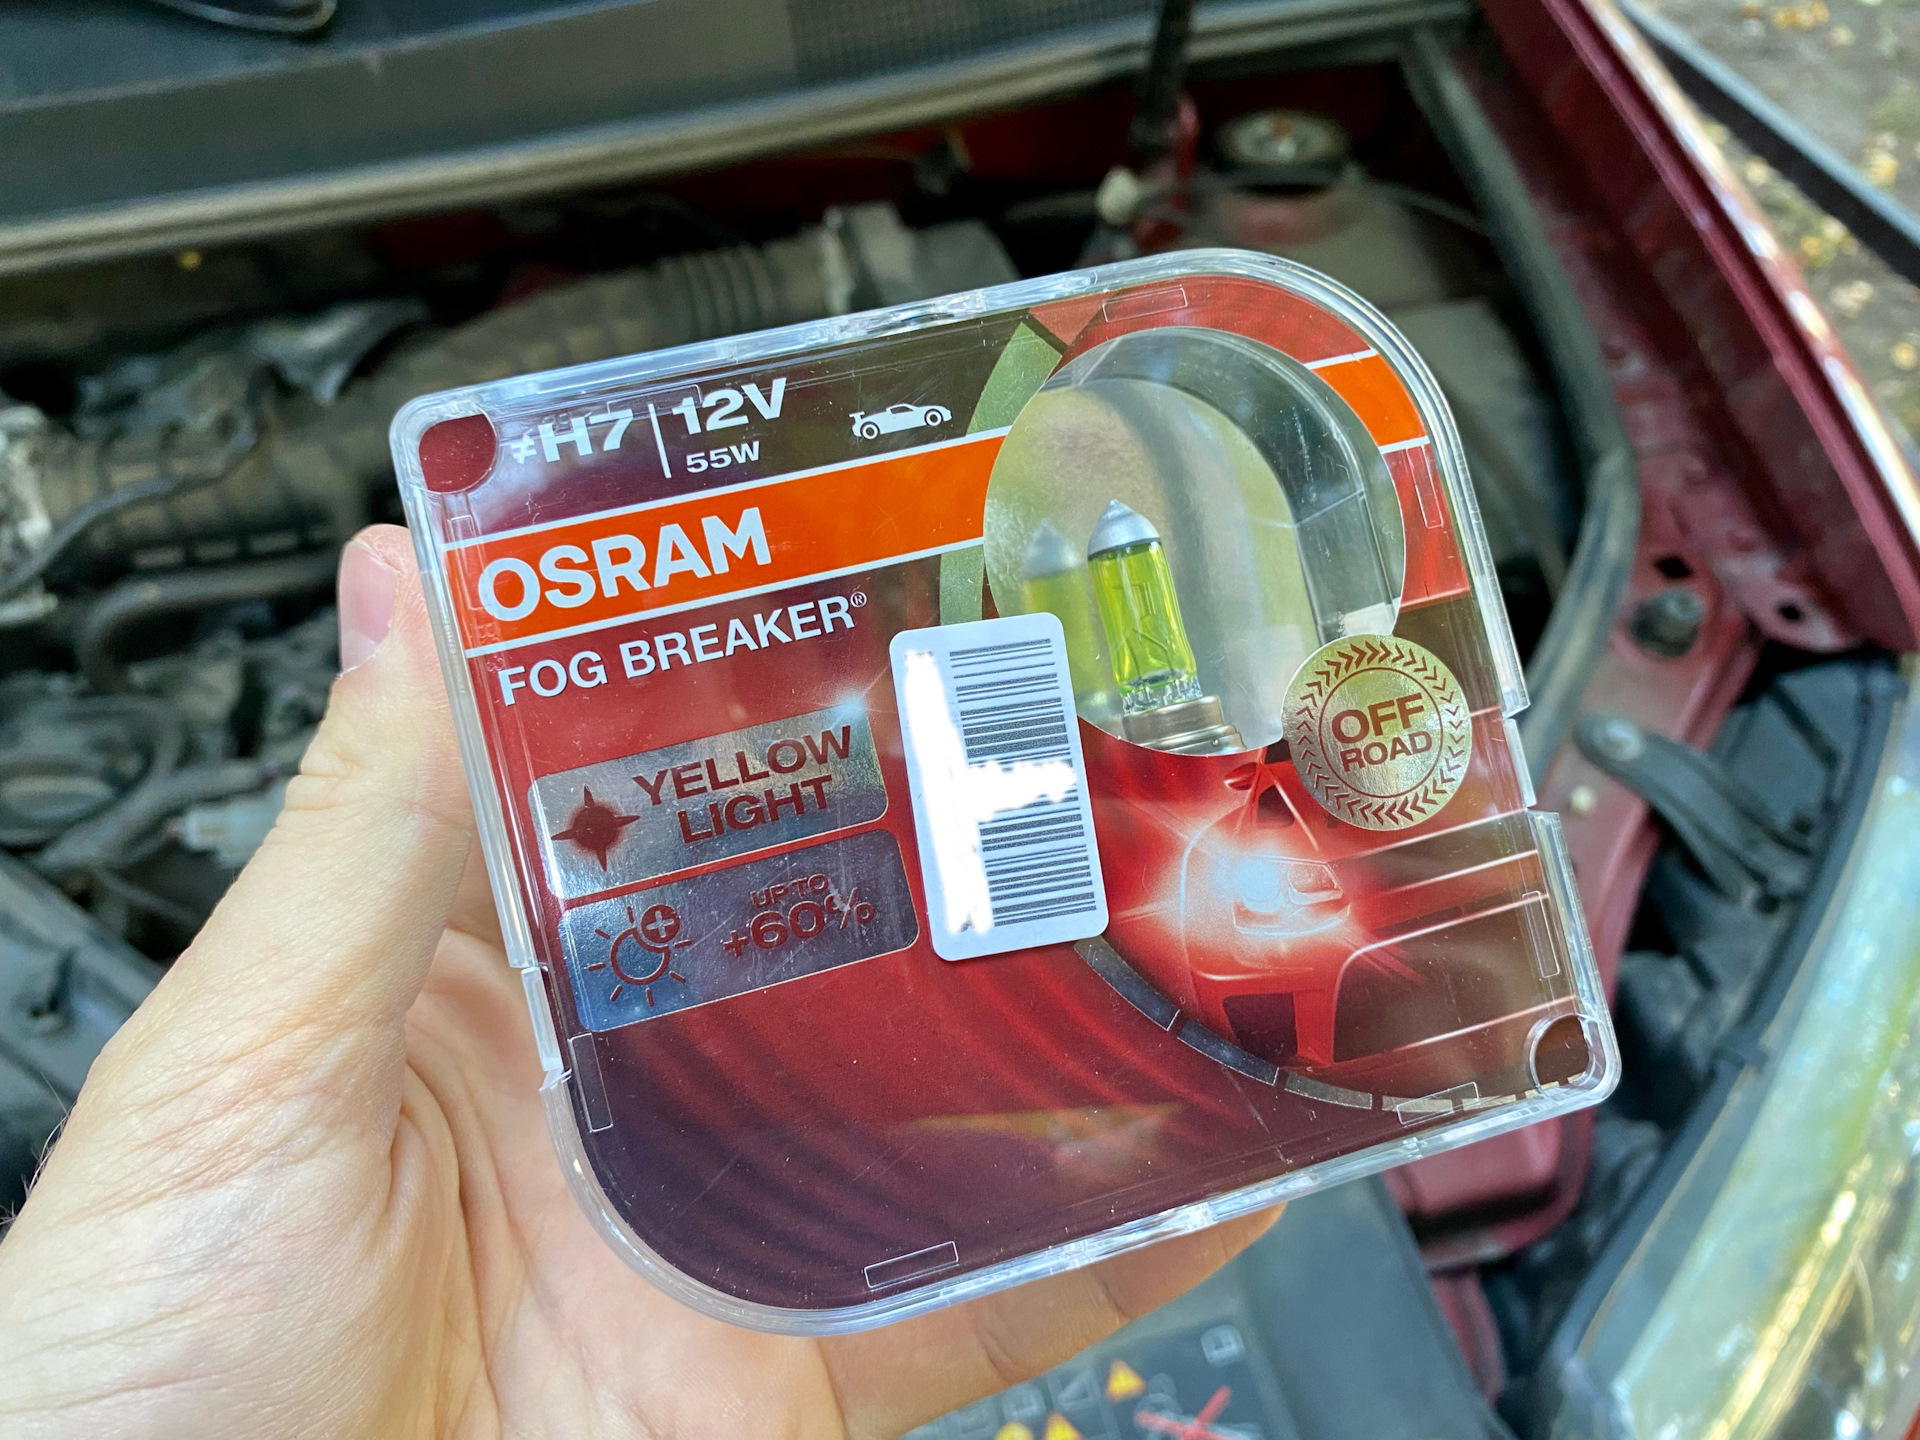 ≠H7 12V
55W
OSRAM
FOG BREAKER®
YELLOW
LIGHT
UP TO
+60%
OFF
ROAD